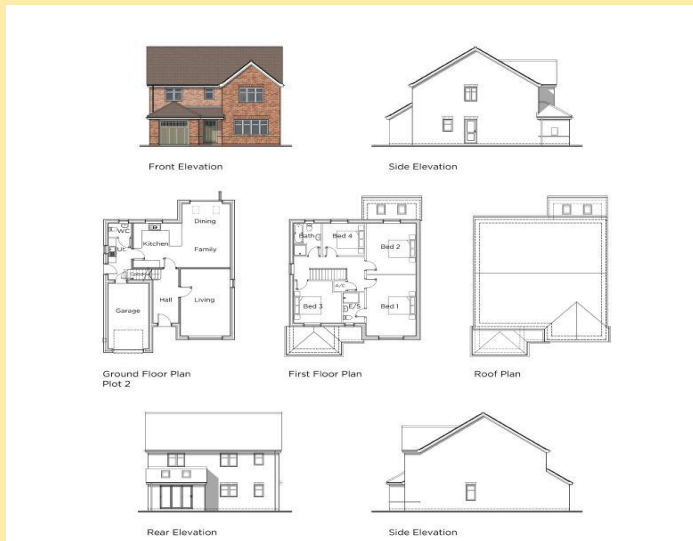 Front Elevation
Side Elevation
WC
Ut.
Kitchen
Dining
Family
Garage
Hall
Living
Ground Floor Plan
Plot 2
Bath
Bed 4
Bed 2
A/C
Bed 3
E/S
Bed 1
First Floor Plan
Roof Plan
Rear Elevation
Side Elevation